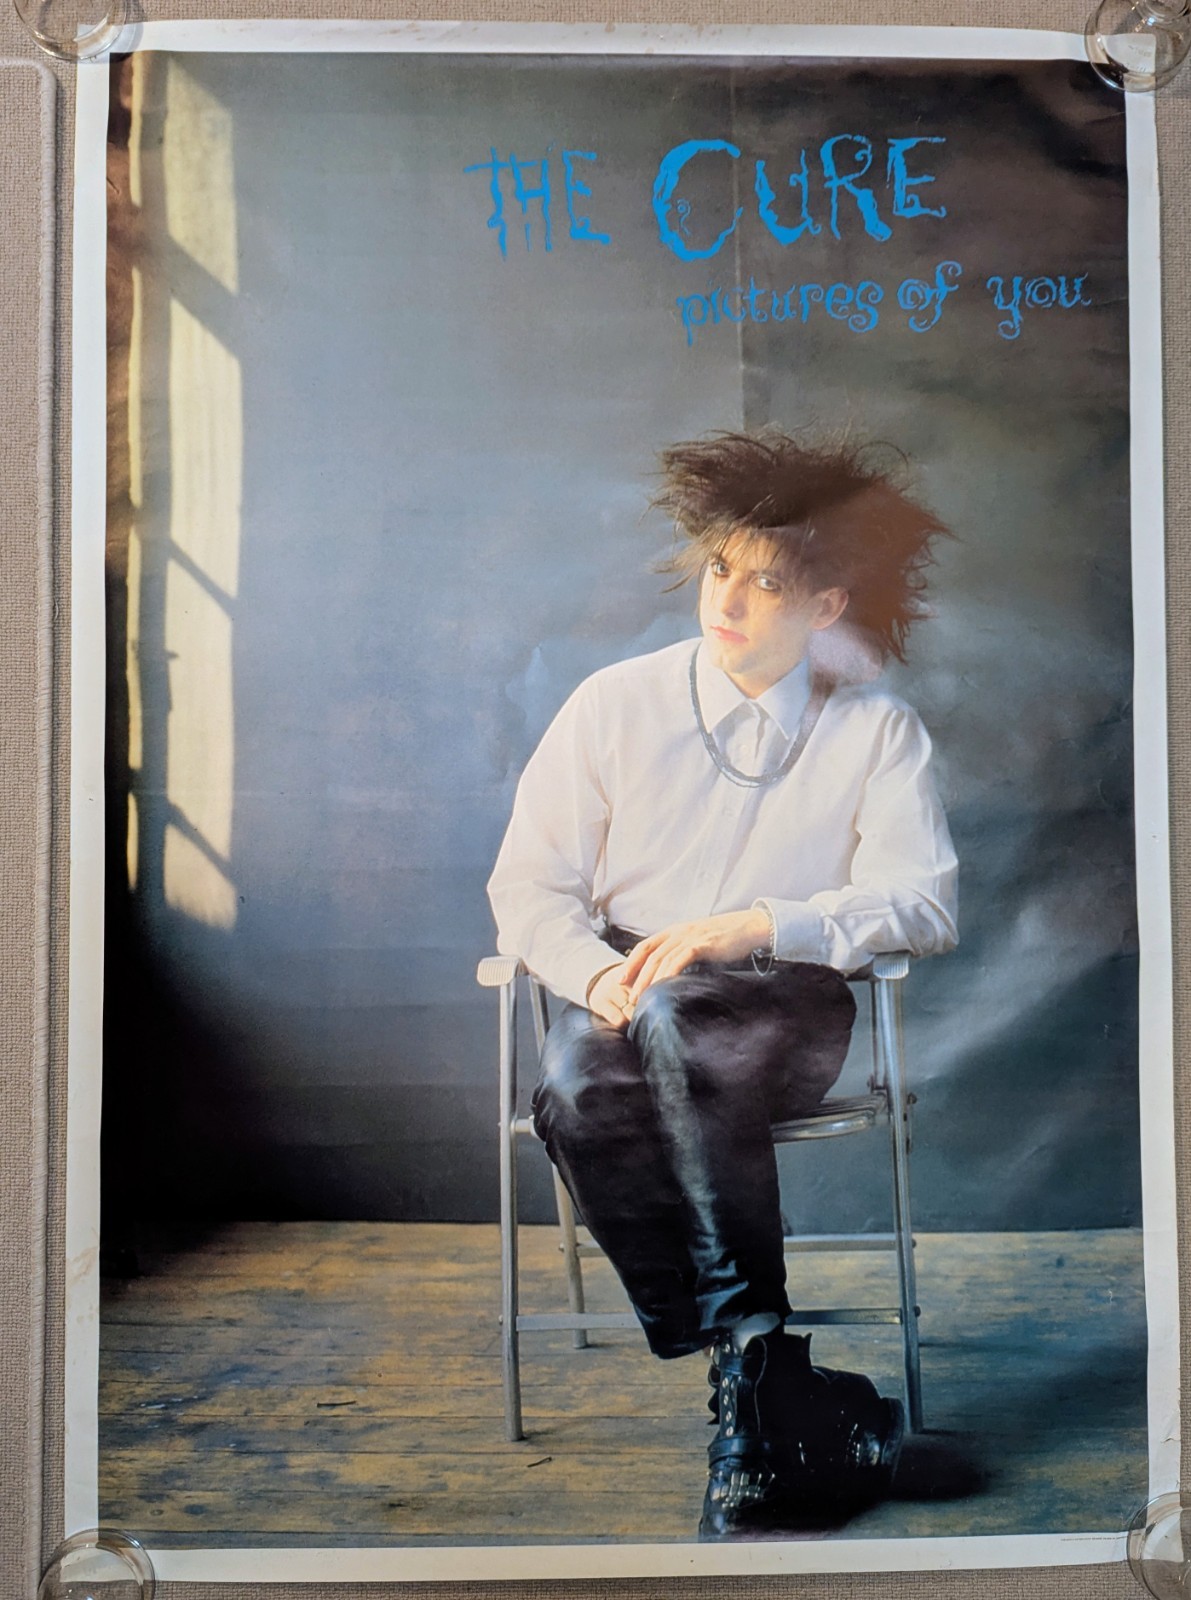 THE CURE
pictures of you